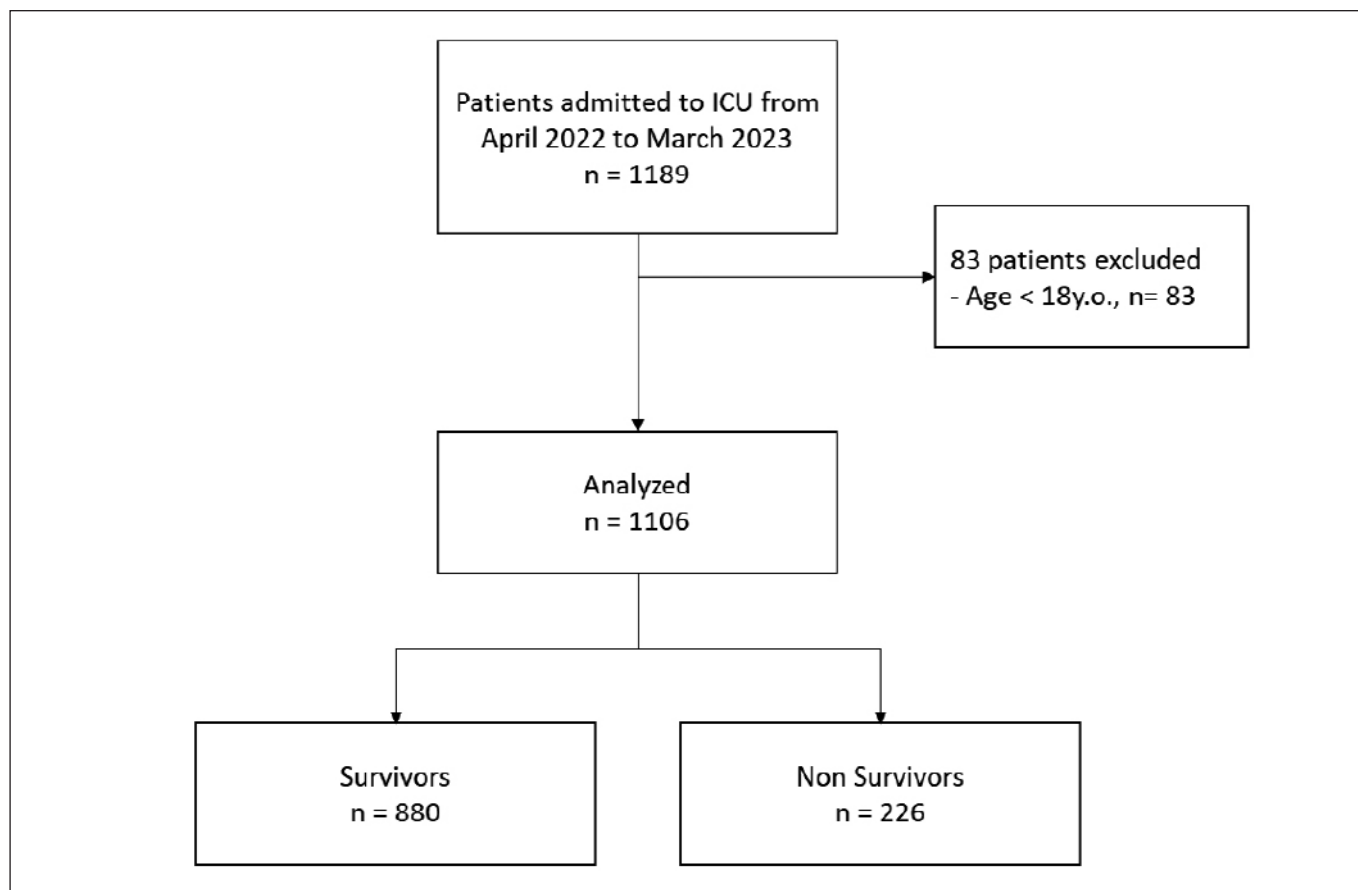 Patients admitted to ICU from
April 2022 to March 2023
n = 1189
83 patients excluded
- Age < 18y.o., n= 83
Analyzed
n = 1106
Survivors
n = 880
Non Survivors
n = 226